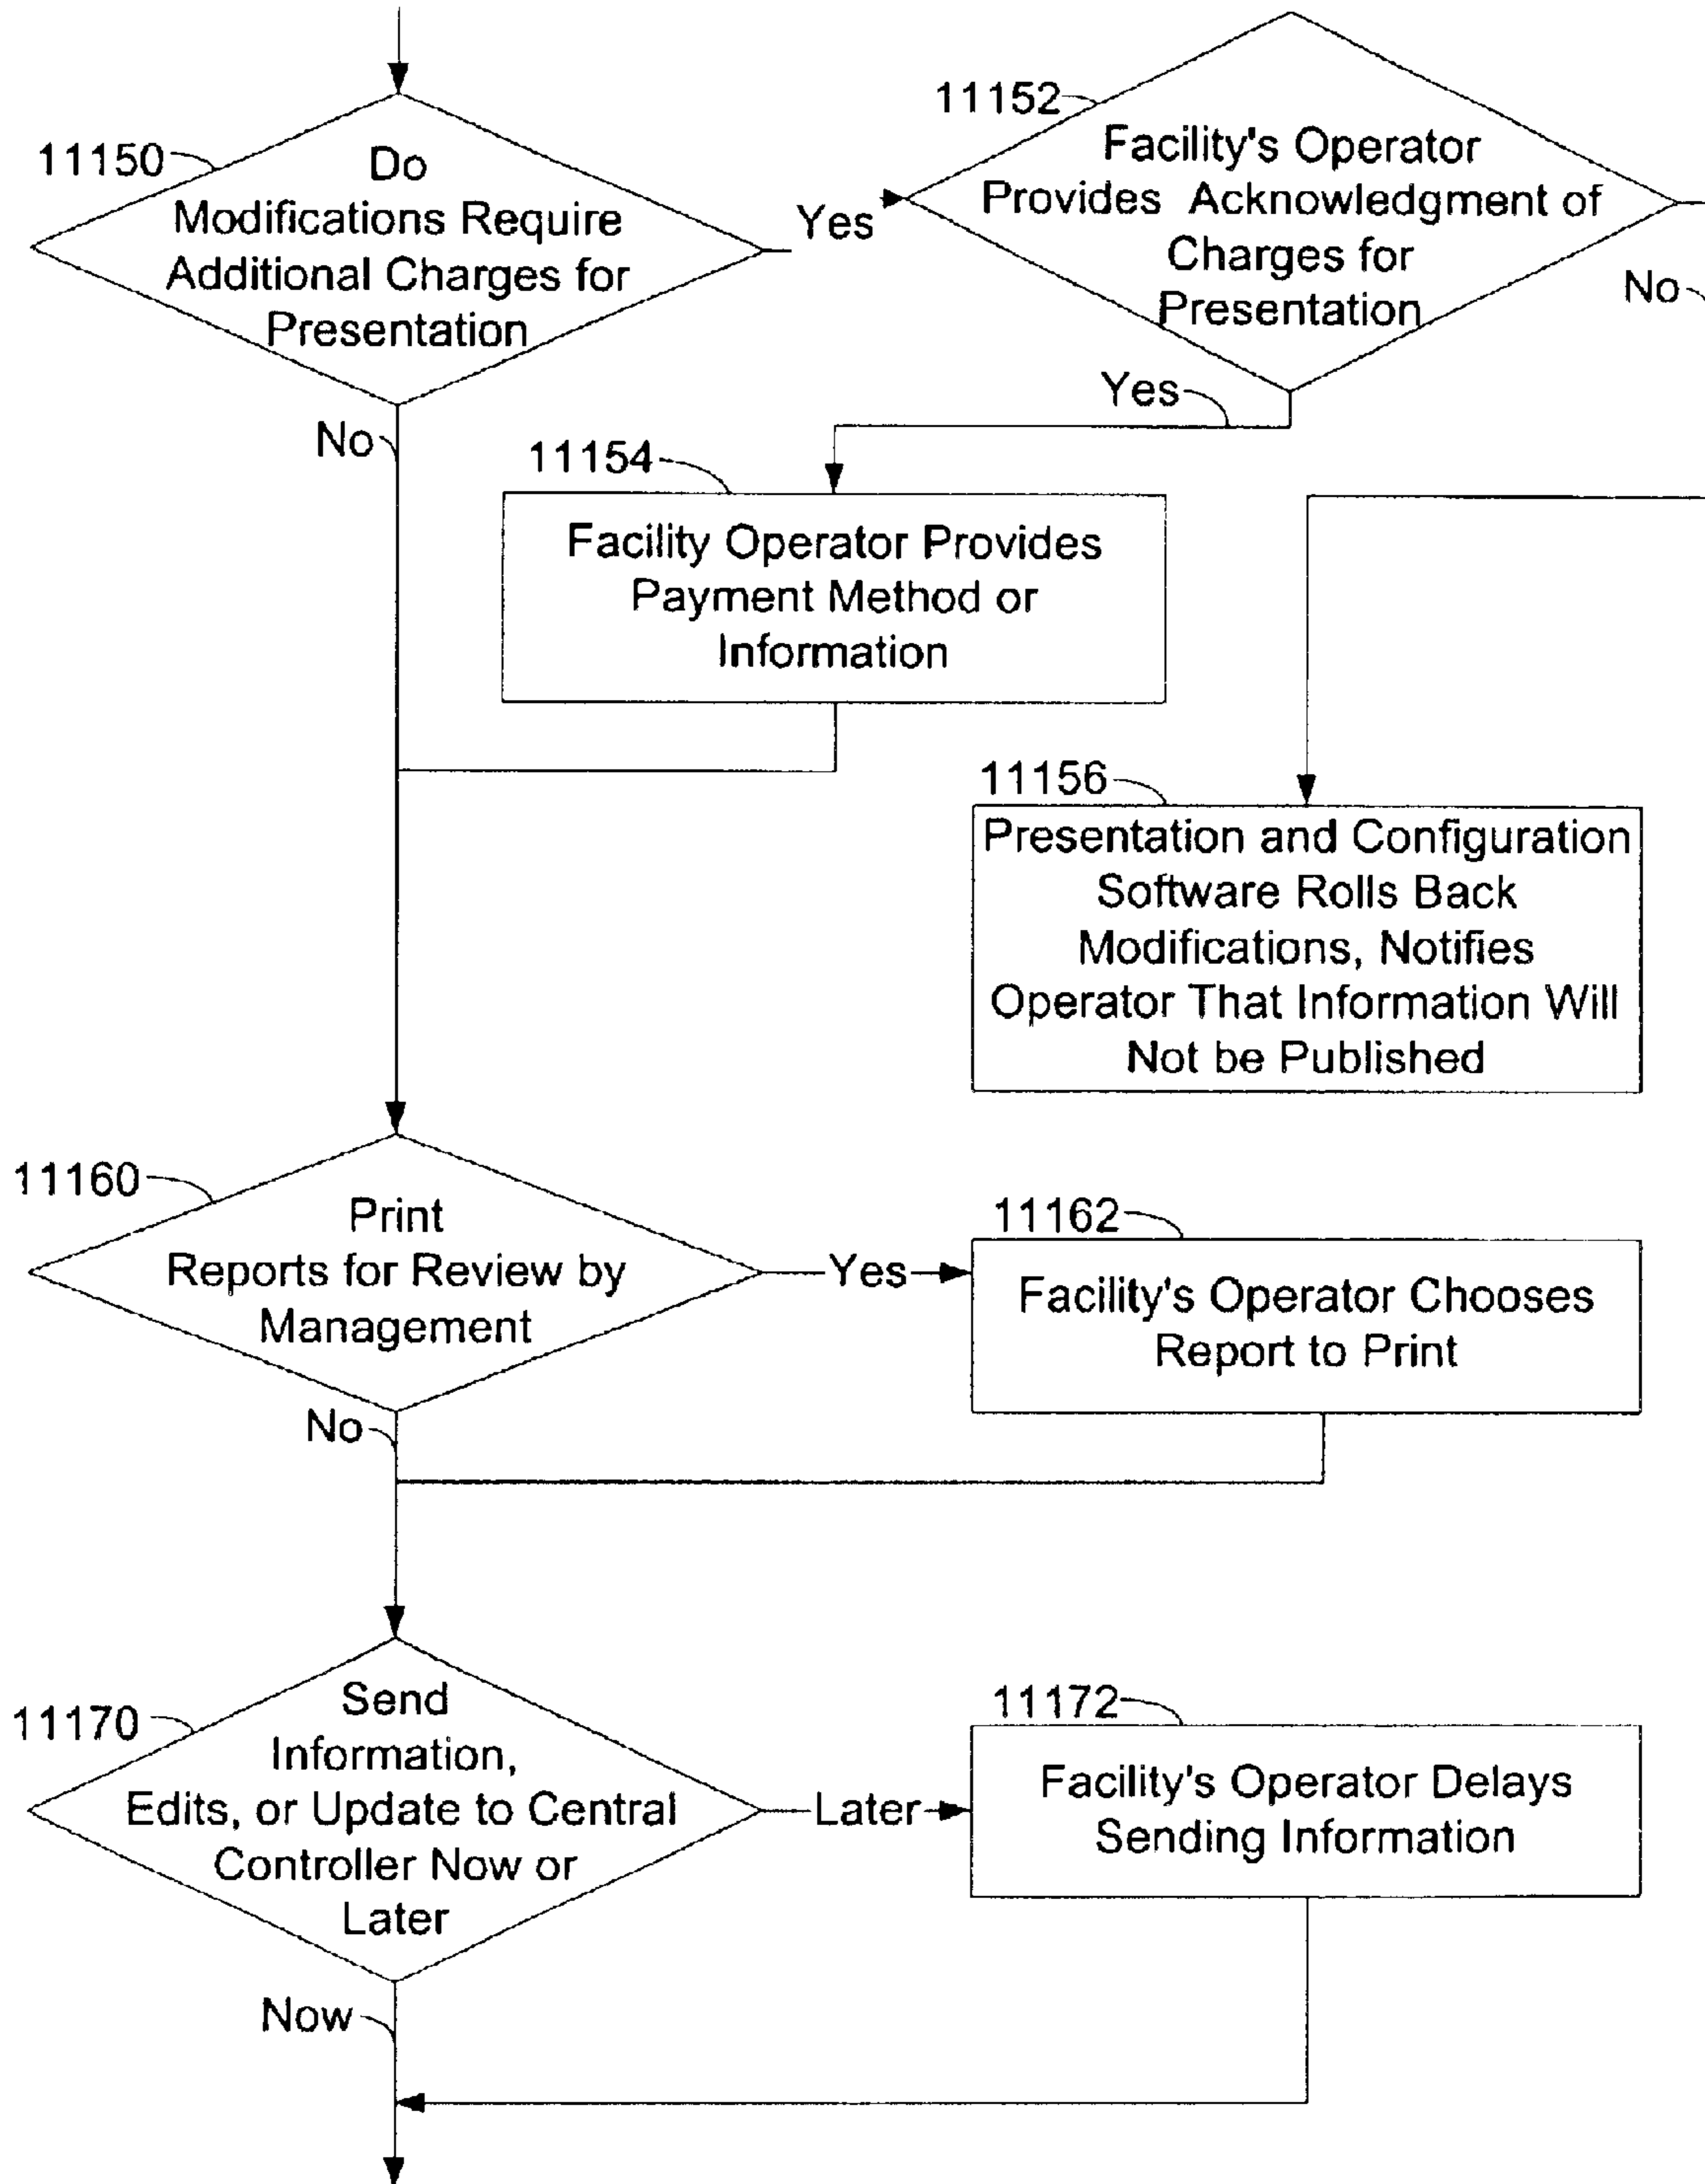 11150
Do
Modifications Require
Additional Charges for
Presentation
Yes
No
11152
Facility's Operator
Provides Acknowledgment of
Charges for
Presentation
No
Yes
11154
Facility Operator Provides
Payment Method or
Information
11156
Presentation and Configuration
Software Rolls Back
Modifications, Notifies
Operator That Information Will
Not be Published
11160
Print
Reports for Review by
Management
Yes
No
11162
Facility's Operator Chooses
Report to Print
11170
Send
Information,
Edits, or Update to Central
Controller Now or
Later
Later
Now
11172
Facility's Operator Delays
Sending Information